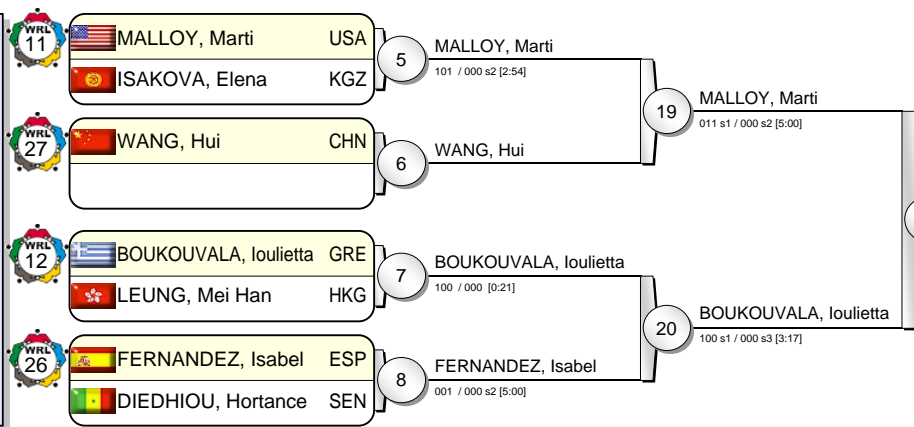 WRL
11
MALLOY, Marti USA
ISAKOVA, Elena KGZ
5
MALLOY, Marti
101 / 000 s2 [2:54]
WRL
27
WANG, Hui CHN
6
WANG, Hui
19
MALLOY, Marti
011 s1 / 000 s2 [5:00]
WRL
12
BOUKOUVALA, Ioulietta GRE
LEUNG, Mei Han HKG
7
BOUKOUVALA, Ioulietta
100 / 000 [0:21]
WRL
26
FERNANDEZ, Isabel ESP
DIEDHIOU, Hortance SEN
8
FERNANDEZ, Isabel
001 / 000 s2 [5:00]
20
BOUKOUVALA, Ioulietta
100 s1 / 000 s3 [3:17]